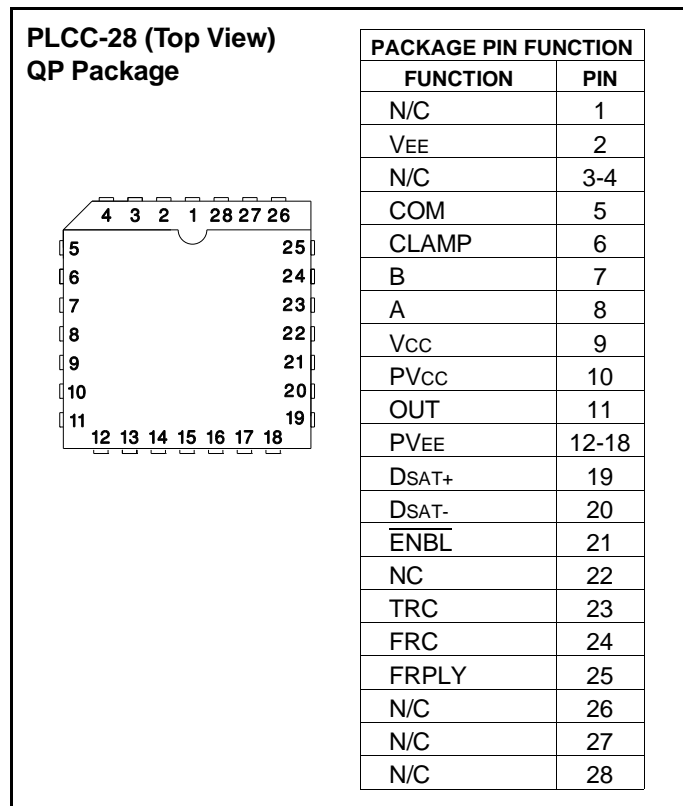 PLCC-28 (Top View)
QP Package
4 3 2 1 28 27 26
5 25
6 24
7 23
8 22
9 21
10 20
11 19
12 13 14 15 16 17 18
PACKAGE PIN FUNCTION
FUNCTION PIN
N/C 1
VEE 2
N/C 3-4
COM 5
CLAMP 6
B 7
A 8
VCC 9
PVCC 10
OUT 11
PVEE 12-18
DSAT+ 19
DSAT- 20
ENBL 21
NC 22
TRC 23
FRC 24
FRPLY 25
N/C 26
N/C 27
N/C 28